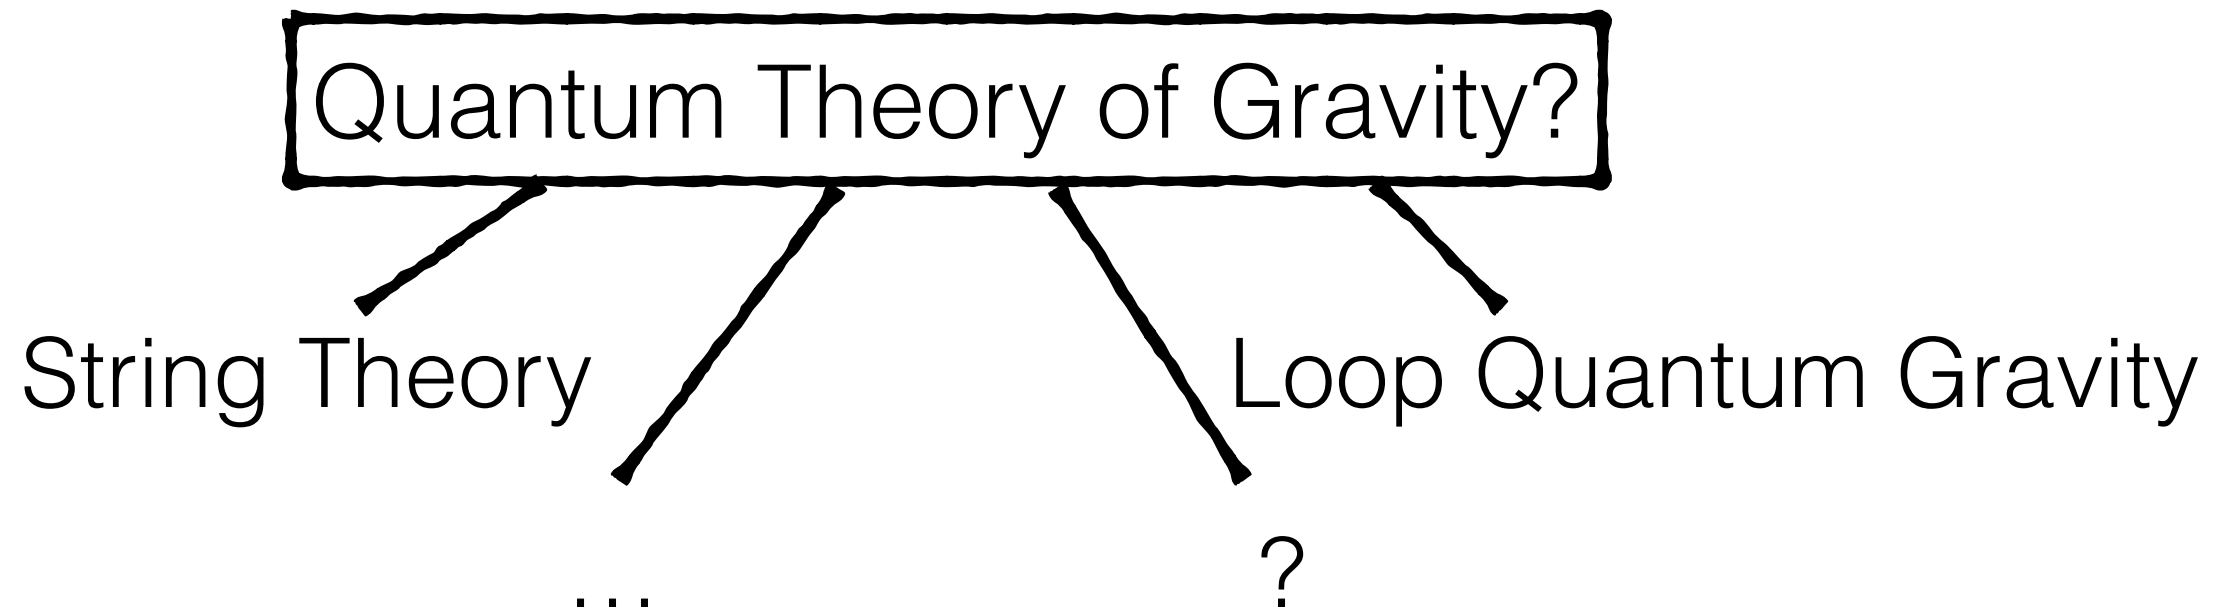 Quantum Theory of Gravity?
String Theory
Loop Quantum Gravity
...
?